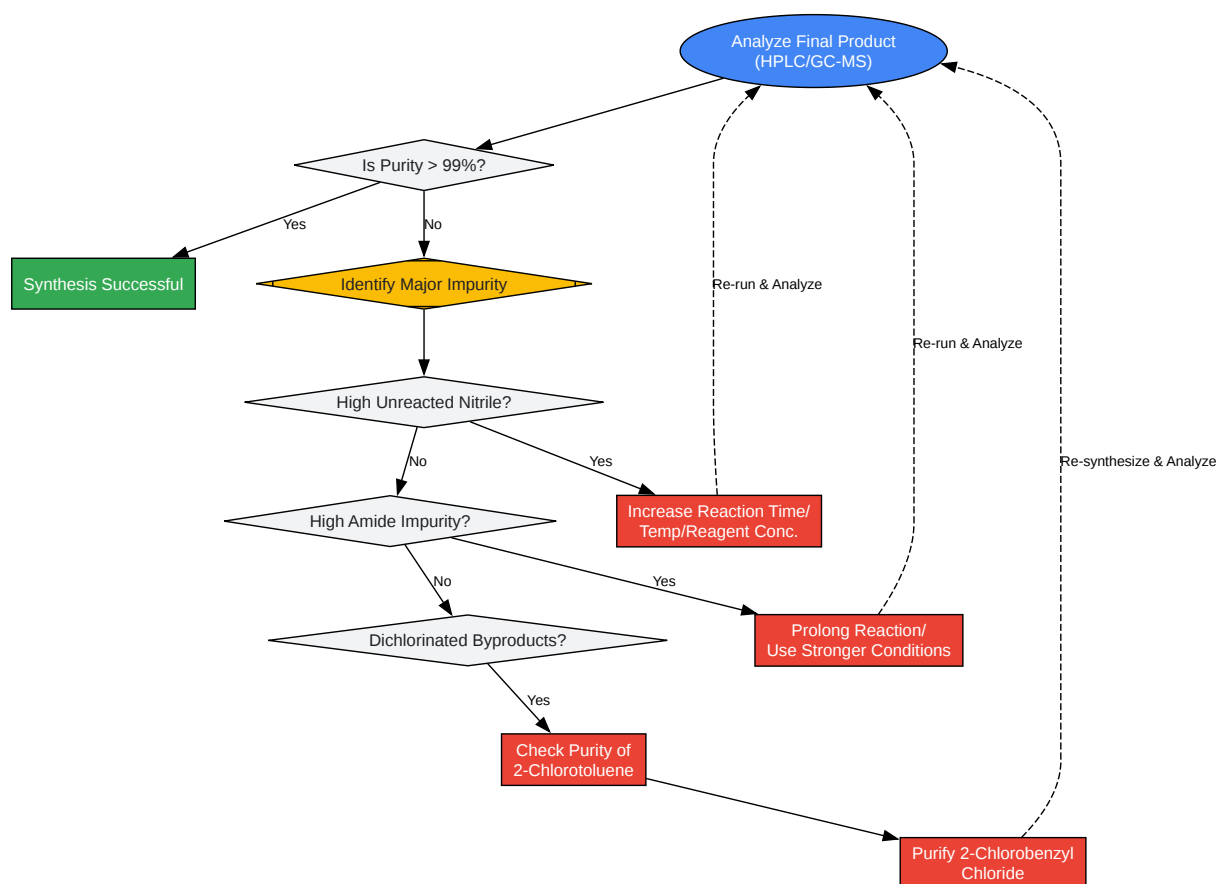 Analyze Final Product
(HPLC/GC-MS)
Is Purity > 99%?
Yes
No
Synthesis Successful
Identify Major Impurity
Re-run & Analyze
Re-run & Analyze
High Unreacted Nitrile?
No
Yes
Re-synthesize & Analyze
Increase Reaction Time/
Temp/Reagent Conc.
High Amide Impurity?
No
Yes
Prolong Reaction/
Use Stronger Conditions
Dichlorinated Byproducts?
Yes
Check Purity of
2-Chlorotoluene
Purify 2-Chlorobenzyl
Chloride